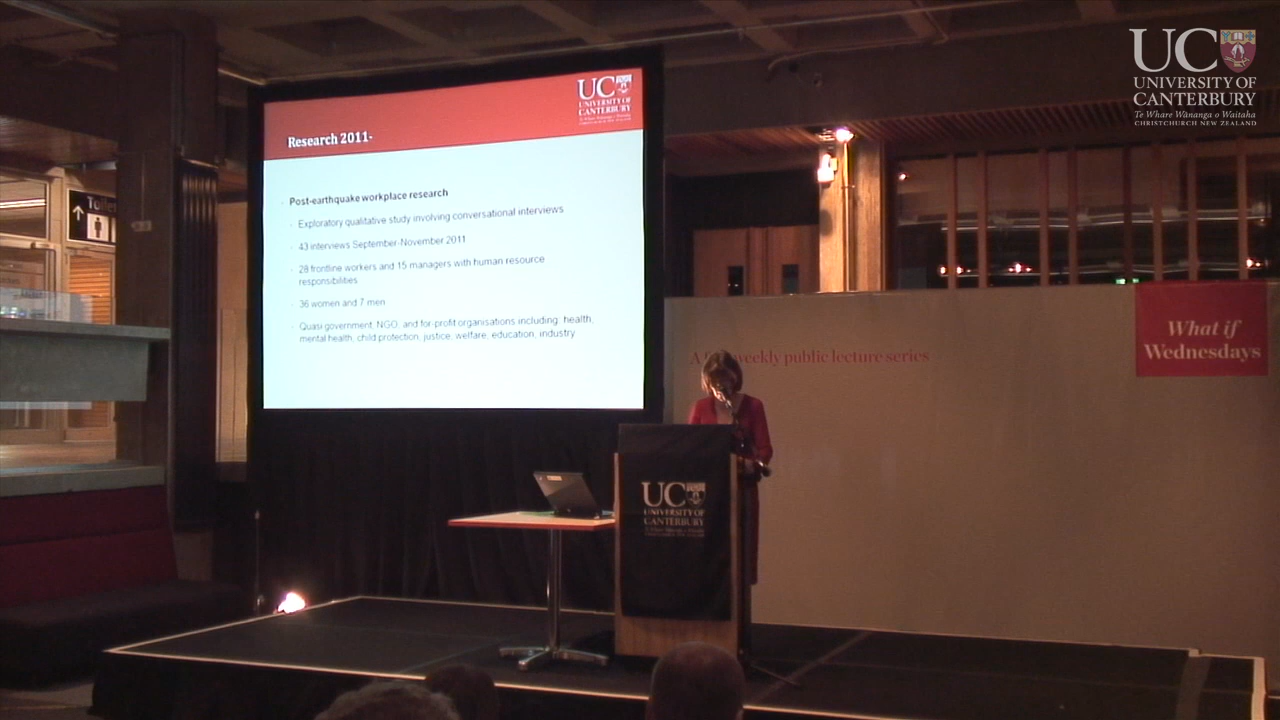 UC
UNIVERSITY OF
CANTERBURY
Te Whare Wānanga o Waitaha
CHRISTCHURCH NEW ZEALAND
UC
UNIVERSITY OF
CANTERBURY
Research 2011-
Post-earthquake workplace research
Exploratory qualitative study involving conversational interviews
43 interviews September-November 2011
28 frontline workers and 15 managers with human resource
responsibilities
36 women and 7 men
Quasi government, NGO, and for-profit organisations including: health,
mental health, child protection, justice, welfare, education, industry
What if
Wednesdays
A weekly public lecture series
UC
UNIVERSITY OF
CANTERBURY